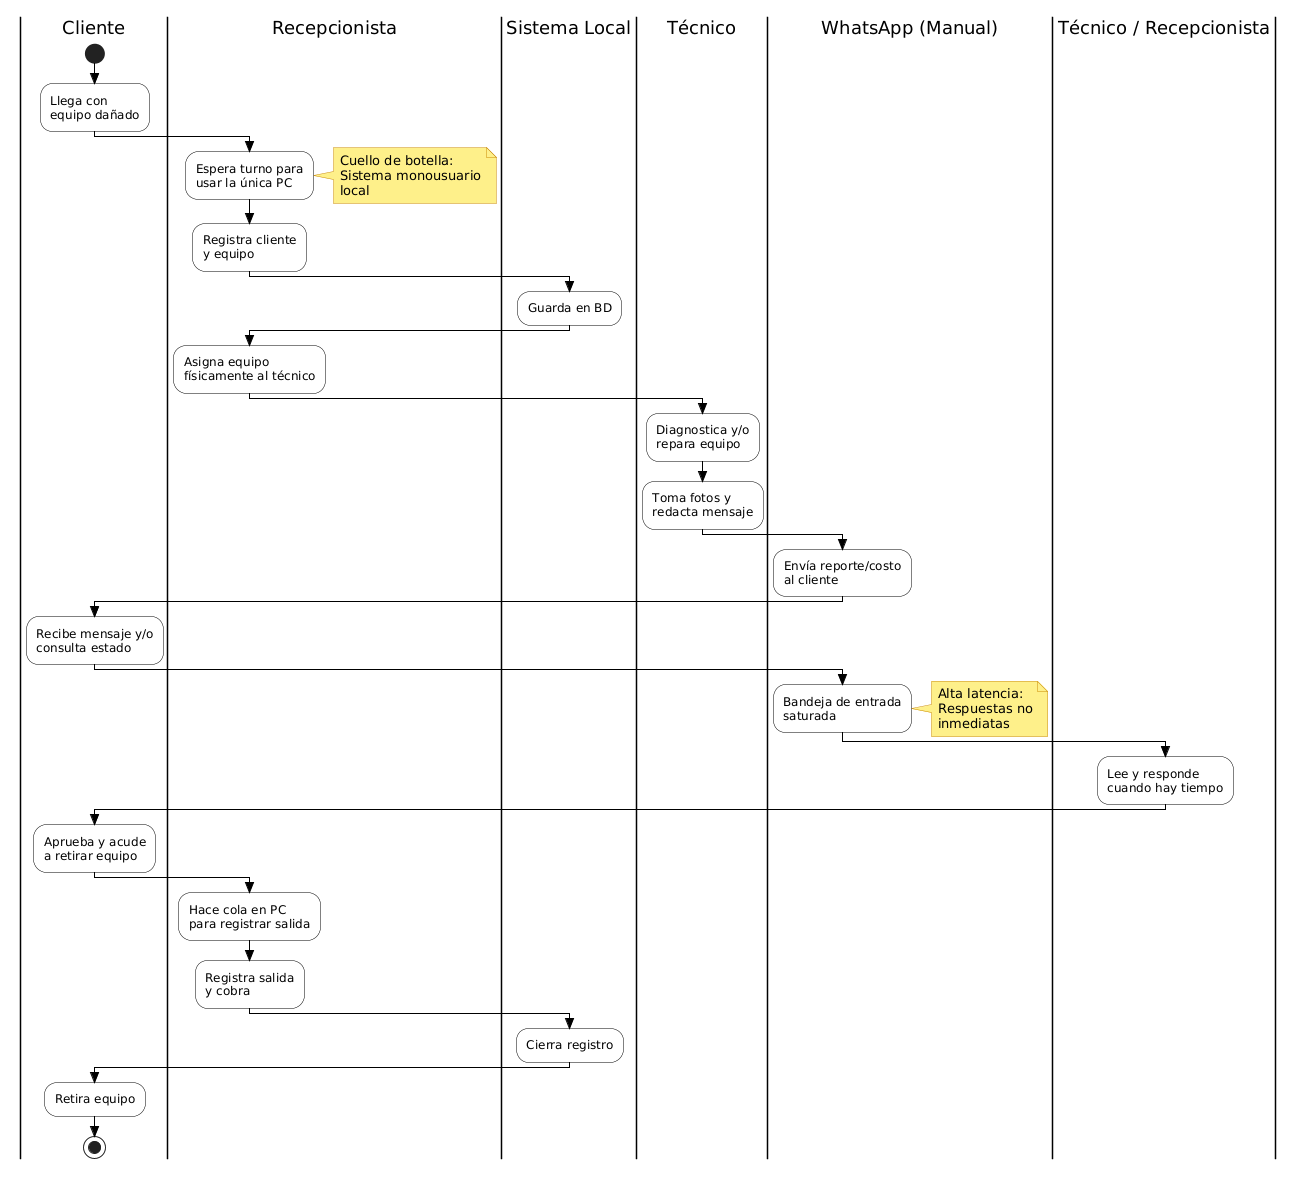 Cliente
Recepcionista
Sistema Local
Técnico
WhatsApp (Manual)
Técnico / Recepcionista
Llega con
equipo dañado
Espera turno para
usar la única PC
Cuello de botella:
Sistema monousuario
local
Registra cliente
y equipo
Guarda en BD
Asigna equipo
físicamente al técnico
Diagnostica y/o
repara equipo
Toma fotos y
redacta mensaje
Envía reporte/costo
al cliente
Recibe mensaje y/o
consulta estado
Bandeja de entrada
saturada
Alta latencia:
Respuestas no
inmediatas
Lee y responde
cuando hay tiempo
Aprueba y acude
a retirar equipo
Hace cola en PC
para registrar salida
Registra salida
y cobra
Cierra registro
Retira equipo